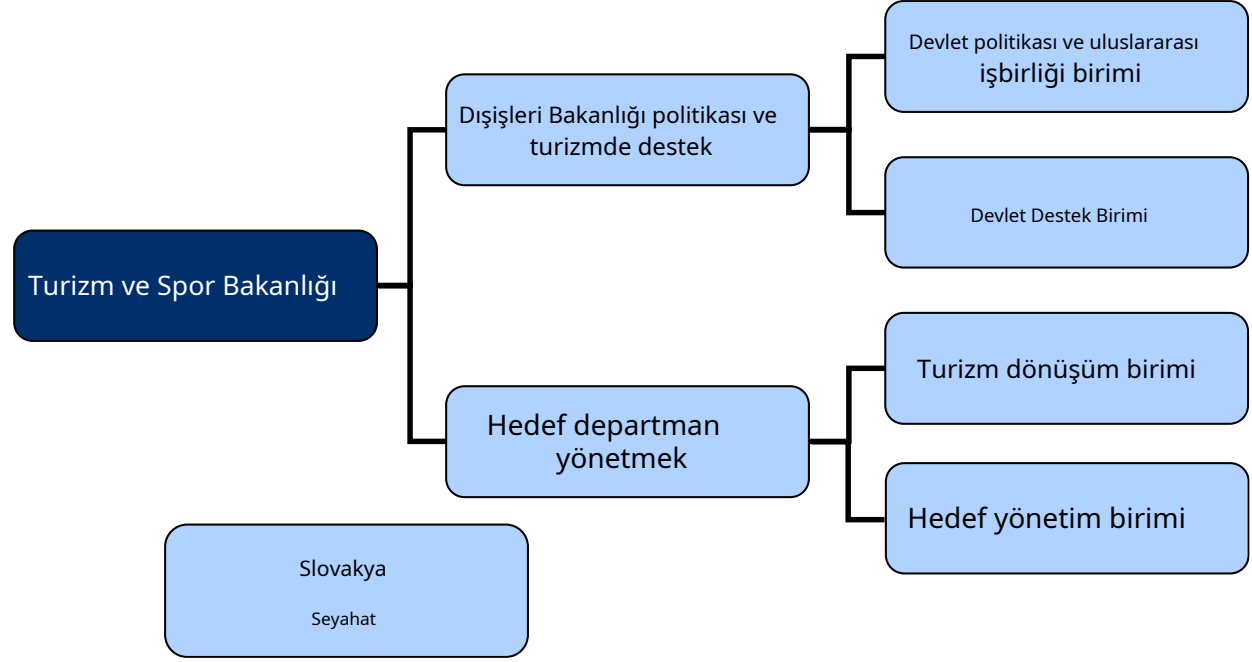 Devlet politikası ve uluslararası
işbirliği birimi
Dışişleri Bakanlığı politikası ve
turizmde destek
Devlet Destek Birimi
Turizm ve Spor Bakanlığı
Turizm dönüşüm birimi
Hedef departman
yönetmek
Hedef yönetim birimi
Slovakya
Seyahat